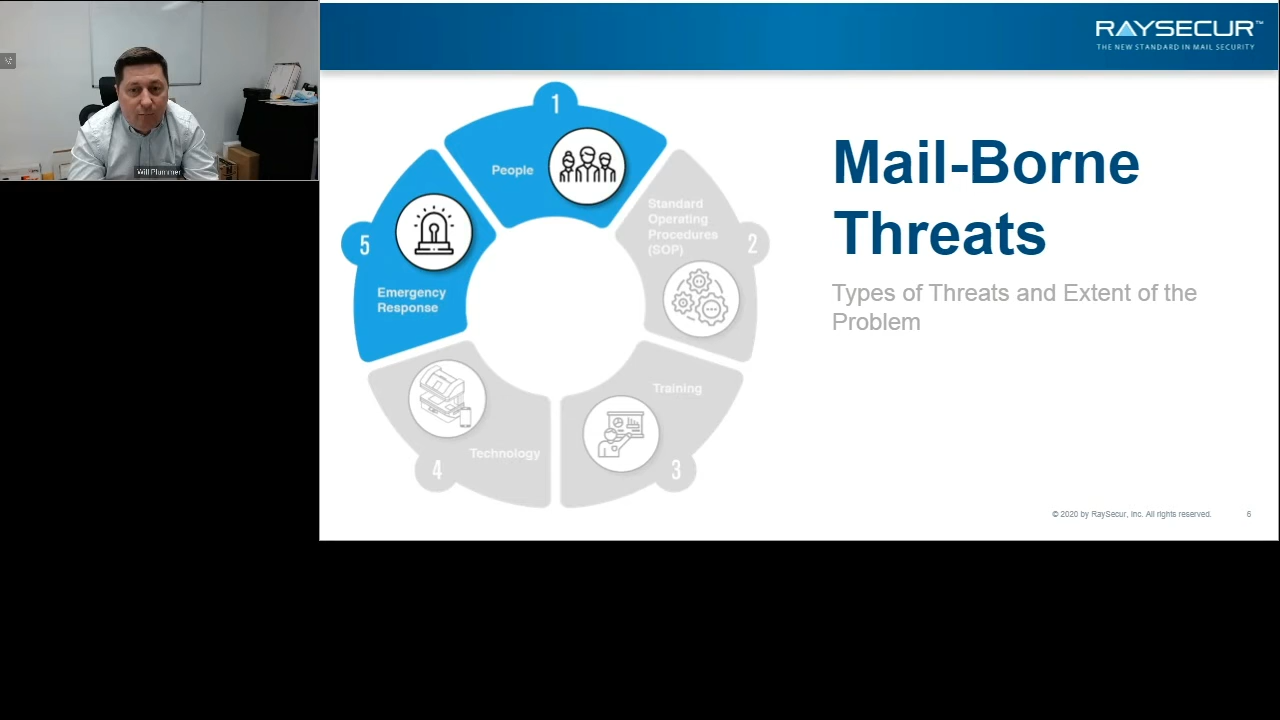 Will Plummer
RAYSECUR™
THE NEW STANDARD IN MAIL SECURITY
1
People
Standard
Operating
Procedures
(SOP)
2
Training
3
Technology
4
5
Emergency
Response
Mail-Borne
Threats
Types of Threats and Extent of the
Problem
© 2020 by RaySecur, Inc. All rights reserved.
6